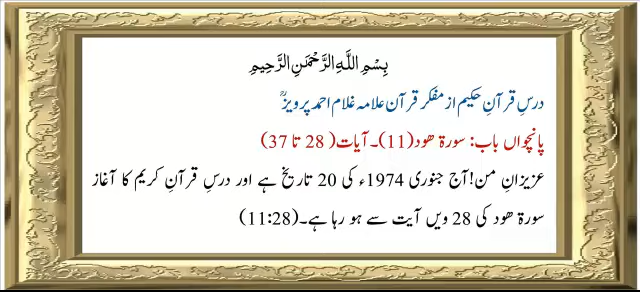 بِسْمِ اللَّهِ الرَّحْمَٰنِ الرَّحِيمِ
درسِ قرآنِ حکیم از مفکر قرآن علامہ غلام احمد پرویزؒ
پانچواں باب: سورۃ ھود(11)۔ آیات( 28 تا 37)
عزیزانِ من!آج جنوری 1974ء کی 20 تاریخ ہے اور درسِ قرآنِ کریم کا آغاز
سورۃ ھود کی 28 ویں آیت سے ہو رہا ہے۔(11:28)